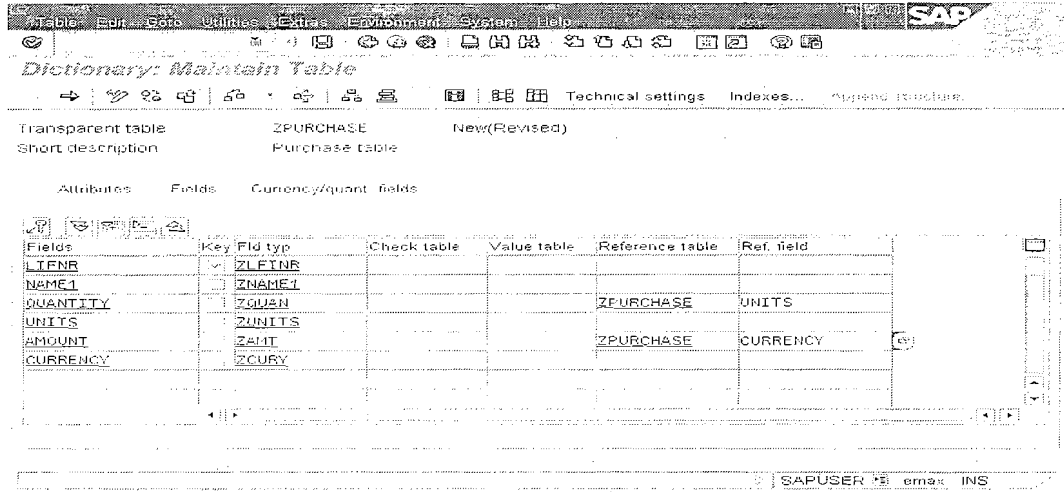 Table Edit Goto Utilities Extras Environment System Help
SAP
Dictionary: Maintain Table
Technical settings Indexes... Append structure.
Transparent table ZPURCHASE New(Revised)
Short description Purchase table
Attributes Fields Currency/quant. fields
Fields Key Fld typ Check table Value table Reference table Ref. field
LIFNR ZLFINR
NAME1 ZNAME1
QUANTITY ZQUAN ZPURCHASE UNITS
UNITS ZUNITS
AMOUNT ZAMT ZPURCHASE CURRENCY
CURRENCY ZCURY
SAPUSER emax INS